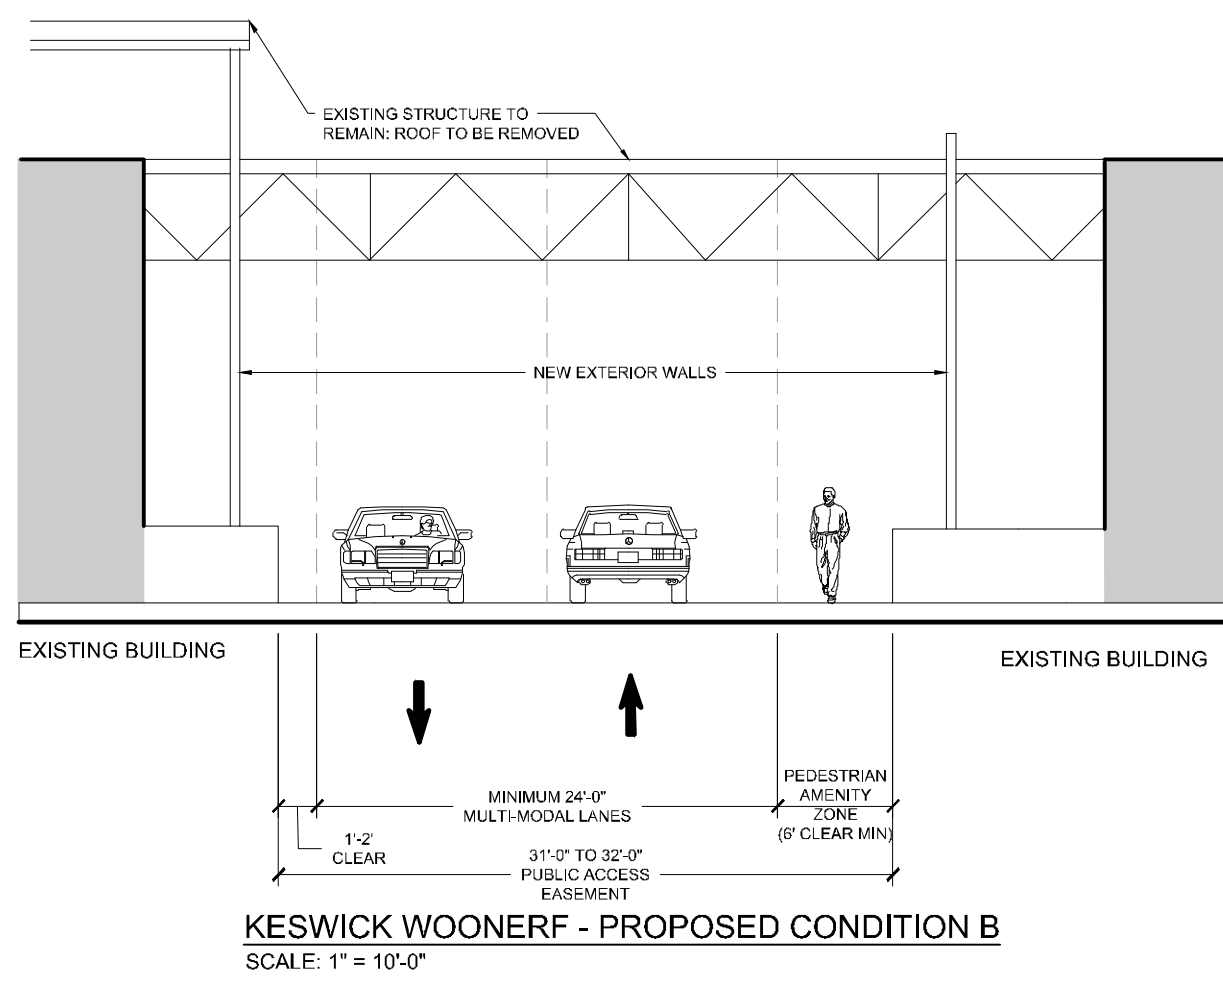 EXISTING STRUCTURE TO
REMAIN: ROOF TO BE REMOVED
NEW EXTERIOR WALLS
EXISTING BUILDING
EXISTING BUILDING
MINIMUM 24'-0"
MULTI-MODAL LANES
PEDESTRIAN
AMENITY
ZONE
(6' CLEAR MIN)
1'-2'
CLEAR
31'-0" TO 32'-0"
PUBLIC ACCESS
EASEMENT
KESWICK WOONERF - PROPOSED CONDITION B
SCALE: 1" = 10'-0"